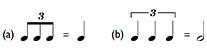 (a) 3 = (b) 3 =